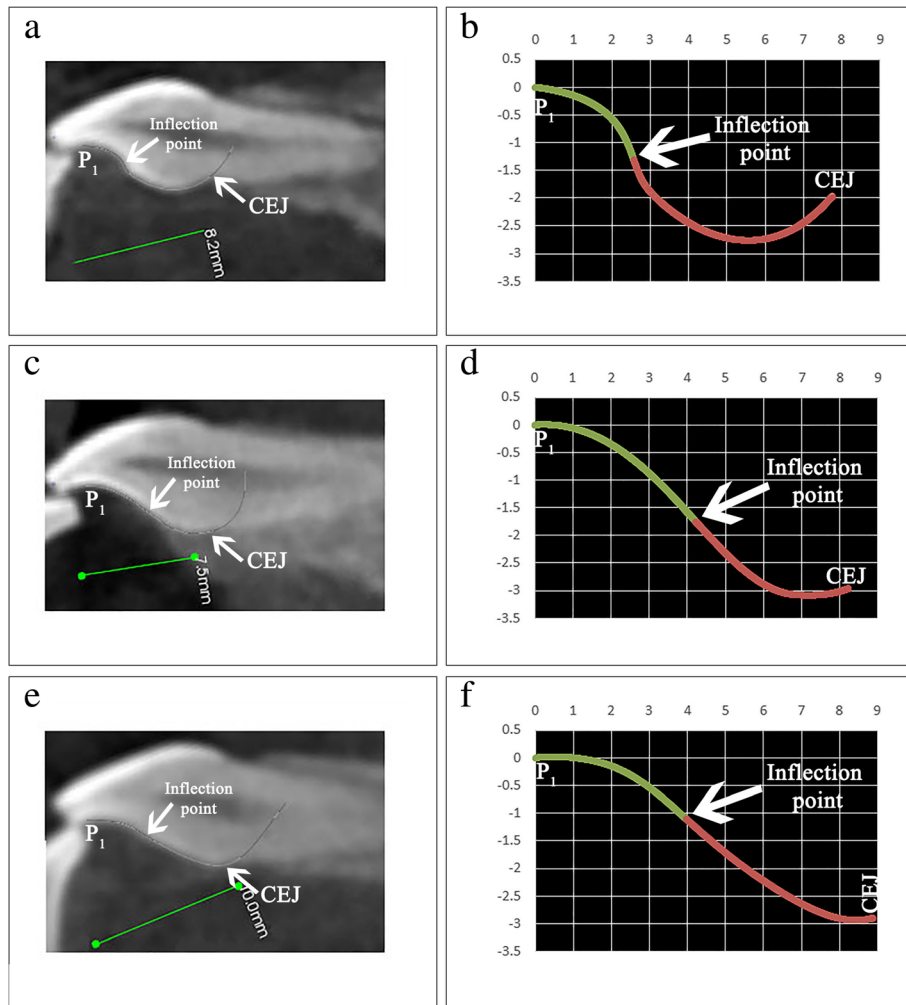 a
Inflection
point
P1
CEJ
8.2mm
b
0 1 2 3 4 5 6 7 8 9
0.5
0
-0.5
-1
-1.5
-2
-2.5
-3
-3.5
P1
Inflection
point
CEJ
c
Inflection
point
P1
CEJ
7.5mm
d
0 1 2 3 4 5 6 7 8 9
0.5
0
-0.5
-1
-1.5
-2
-2.5
-3
-3.5
P1
Inflection
point
CEJ
e
Inflection
point
P1
CEJ
0.0mm
f
0 1 2 3 4 5 6 7 8 9
0.5
0
-0.5
-1
-1.5
-2
-2.5
-3
-3.5
P1
Inflection
point
CEJ